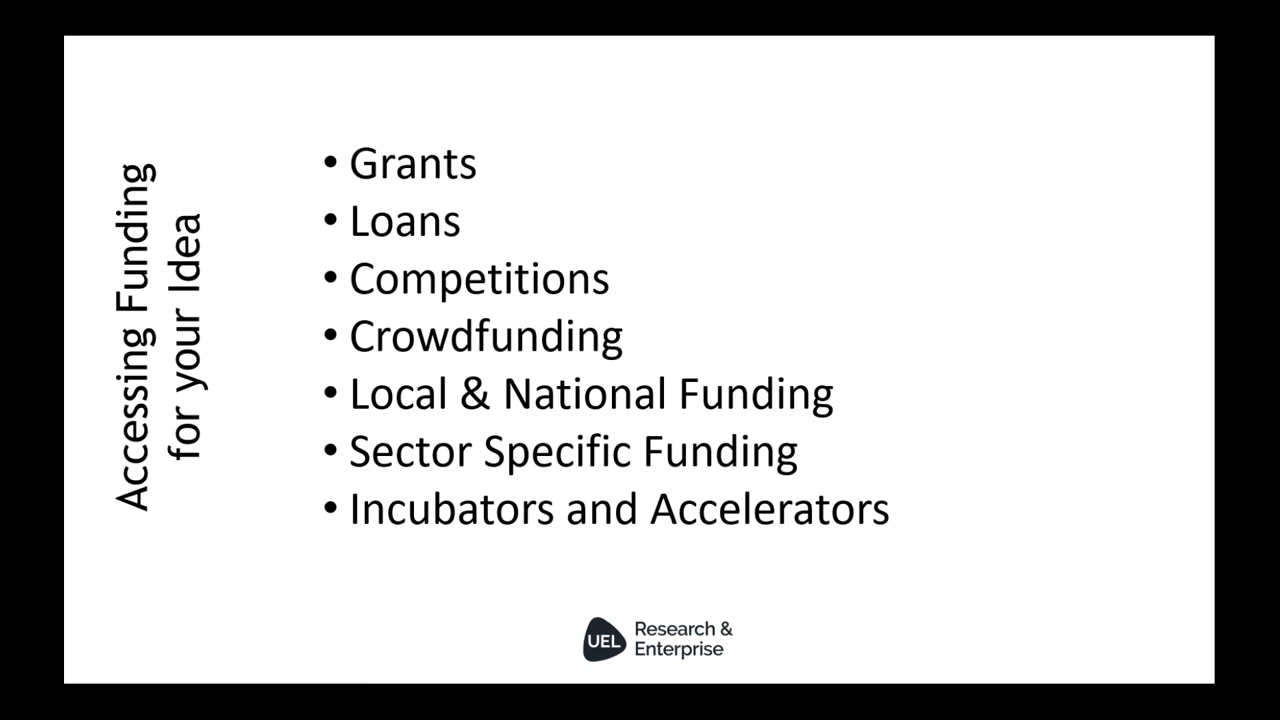 Accessing Funding
for your Idea
• Grants
• Loans
• Competitions
• Crowdfunding
• Local & National Funding
• Sector Specific Funding
• Incubators and Accelerators
UEL
Research &
Enterprise